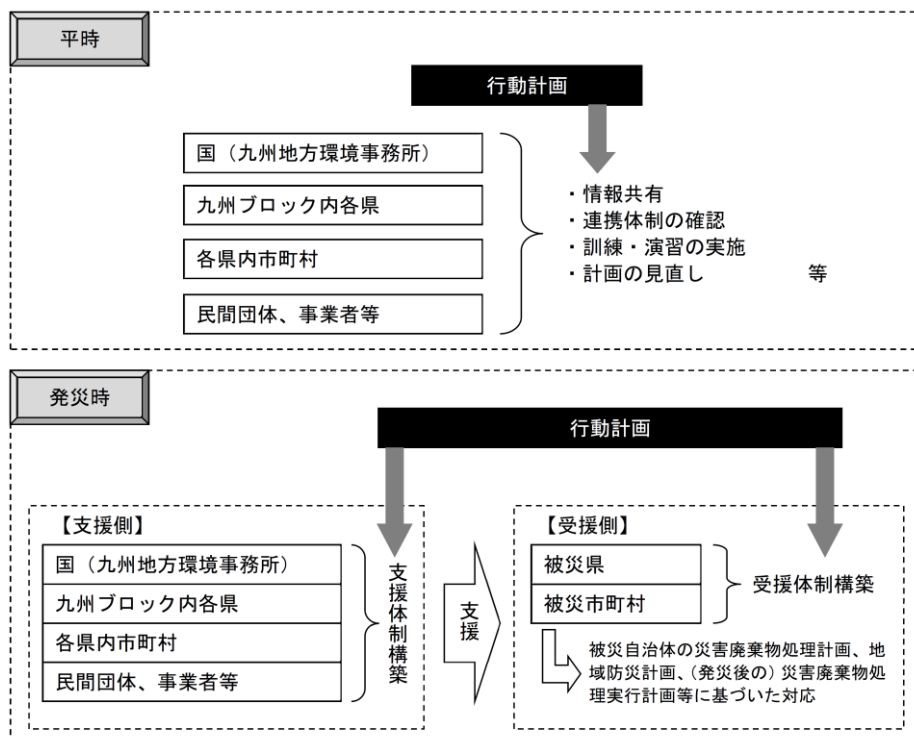 平時
行動計画
国（九州地方環境事務所）
九州ブロック内各県
各県内市町村
民間団体、事業者等
・情報共有
・連携体制の確認
・訓練・演習の実施
・計画の見直し 等
発災時
行動計画
【支援側】
国（九州地方環境事務所）
九州ブロック内各県
各県内市町村
民間団体、事業者等
支援体制構築
支援
【受援側】
被災県
被災市町村
受援体制構築
被災自治体の災害廃棄物処理計画、地
域防災計画、（発災後の）災害廃棄物処
理実行計画等に基づいた対応